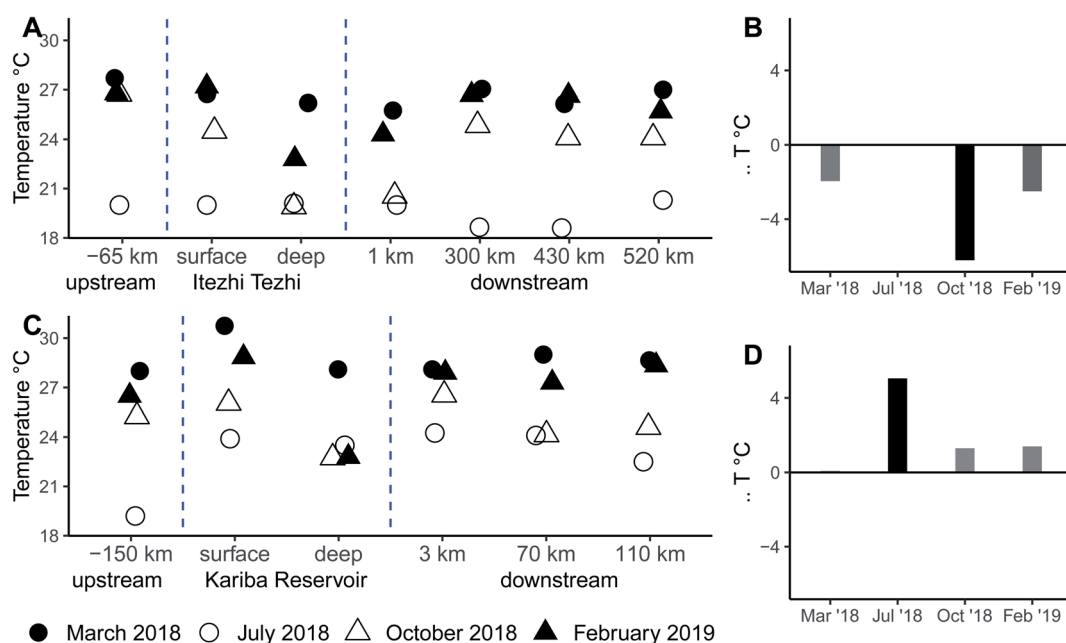 A
B
Temperature °C
30
27
24
21
18
−65 km surface deep 1 km 300 km 430 km 520 km
upstream Itezhi Tezhi downstream
.. T °C
4
0
−4
Mar '18 Jul '18 Oct '18 Feb '19
C
D
Temperature °C
30
27
24
21
18
−150 km surface deep 3 km 70 km 110 km
upstream Kariba Reservoir downstream
.. T °C
4
0
−4
Mar '18 Jul '18 Oct '18 Feb '19
March 2018 July 2018 October 2018 February 2019